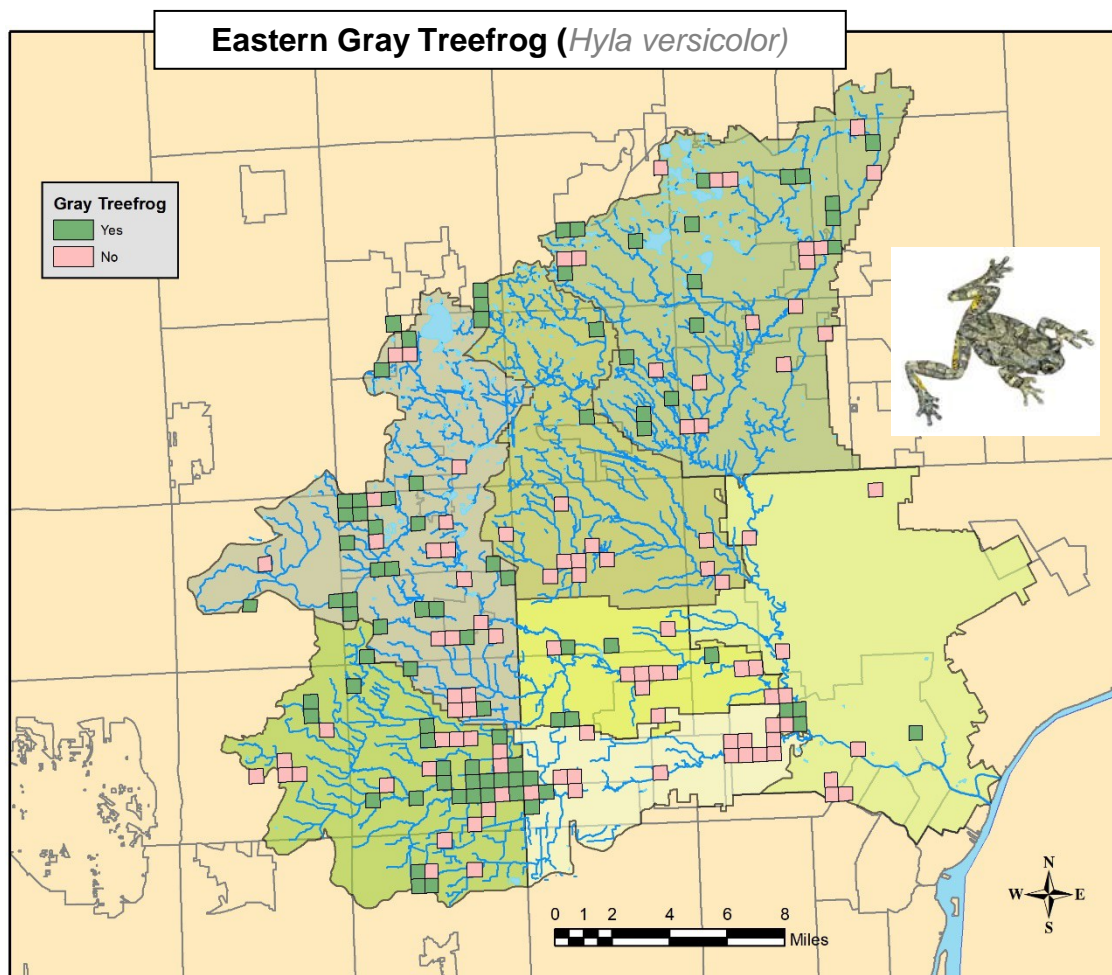 Eastern Gray Treefrog (Hyla versicolor)
Gray Treefrog
Yes
No
N
W E
S
0 1 2 4 6 8
Miles